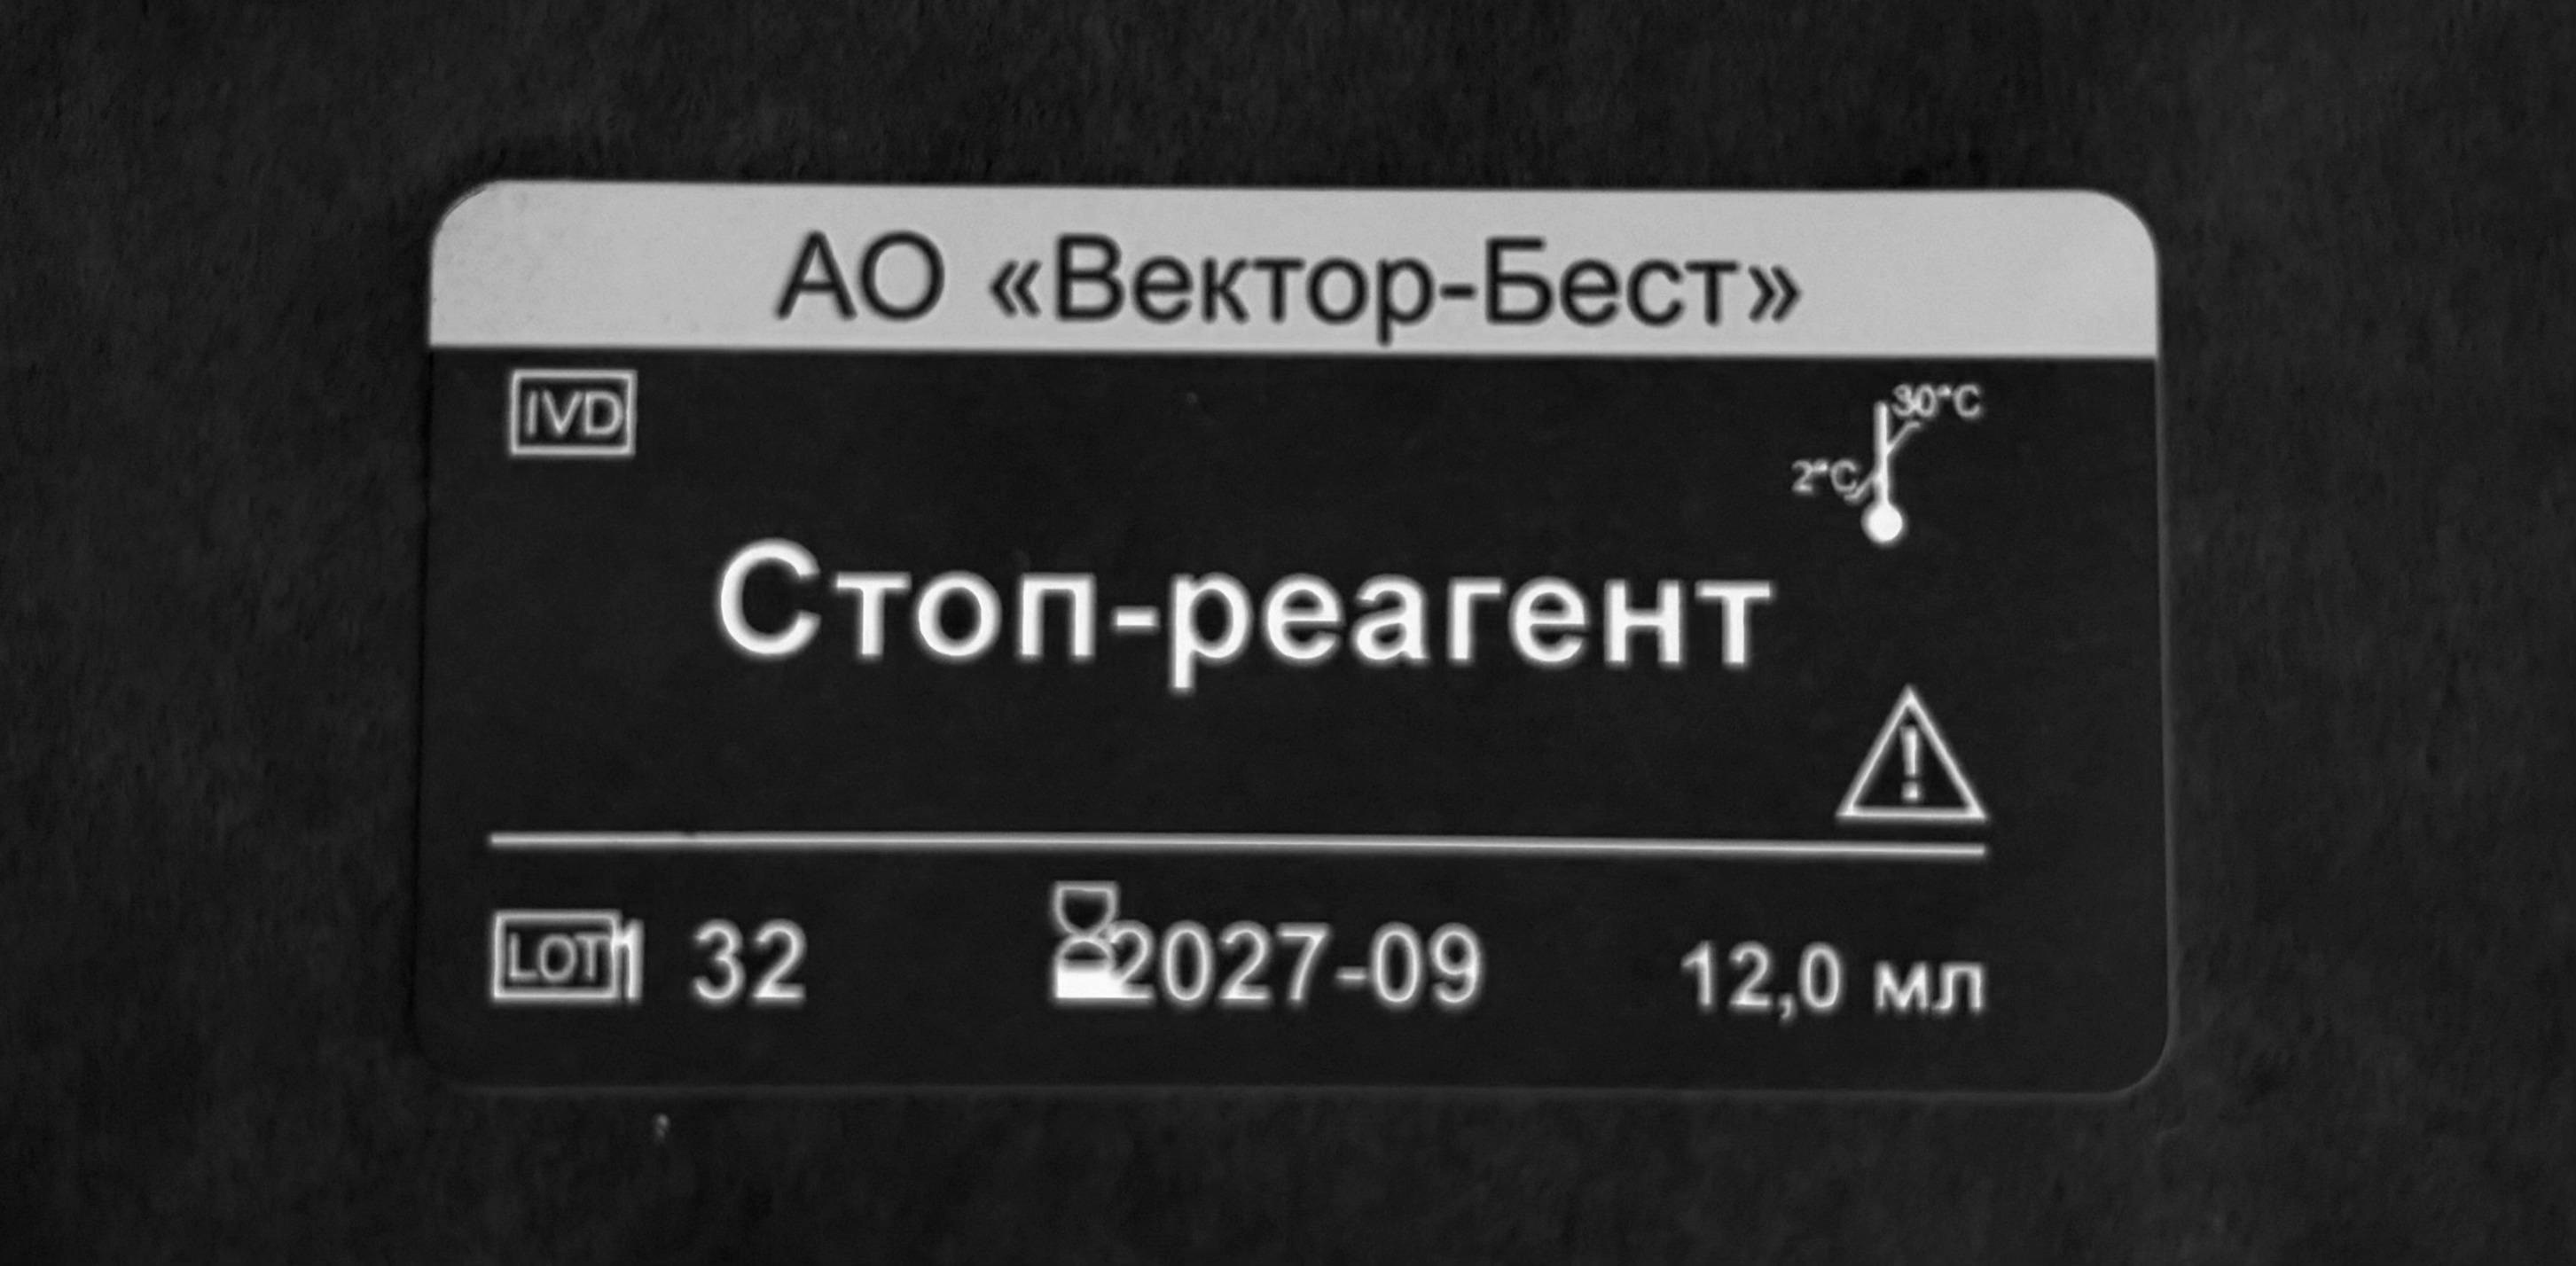 АО «Вектор-Бест»
IVD
30°C
2°C
Стоп-реагент
LOT 1 32
2027-09
12,0 мл